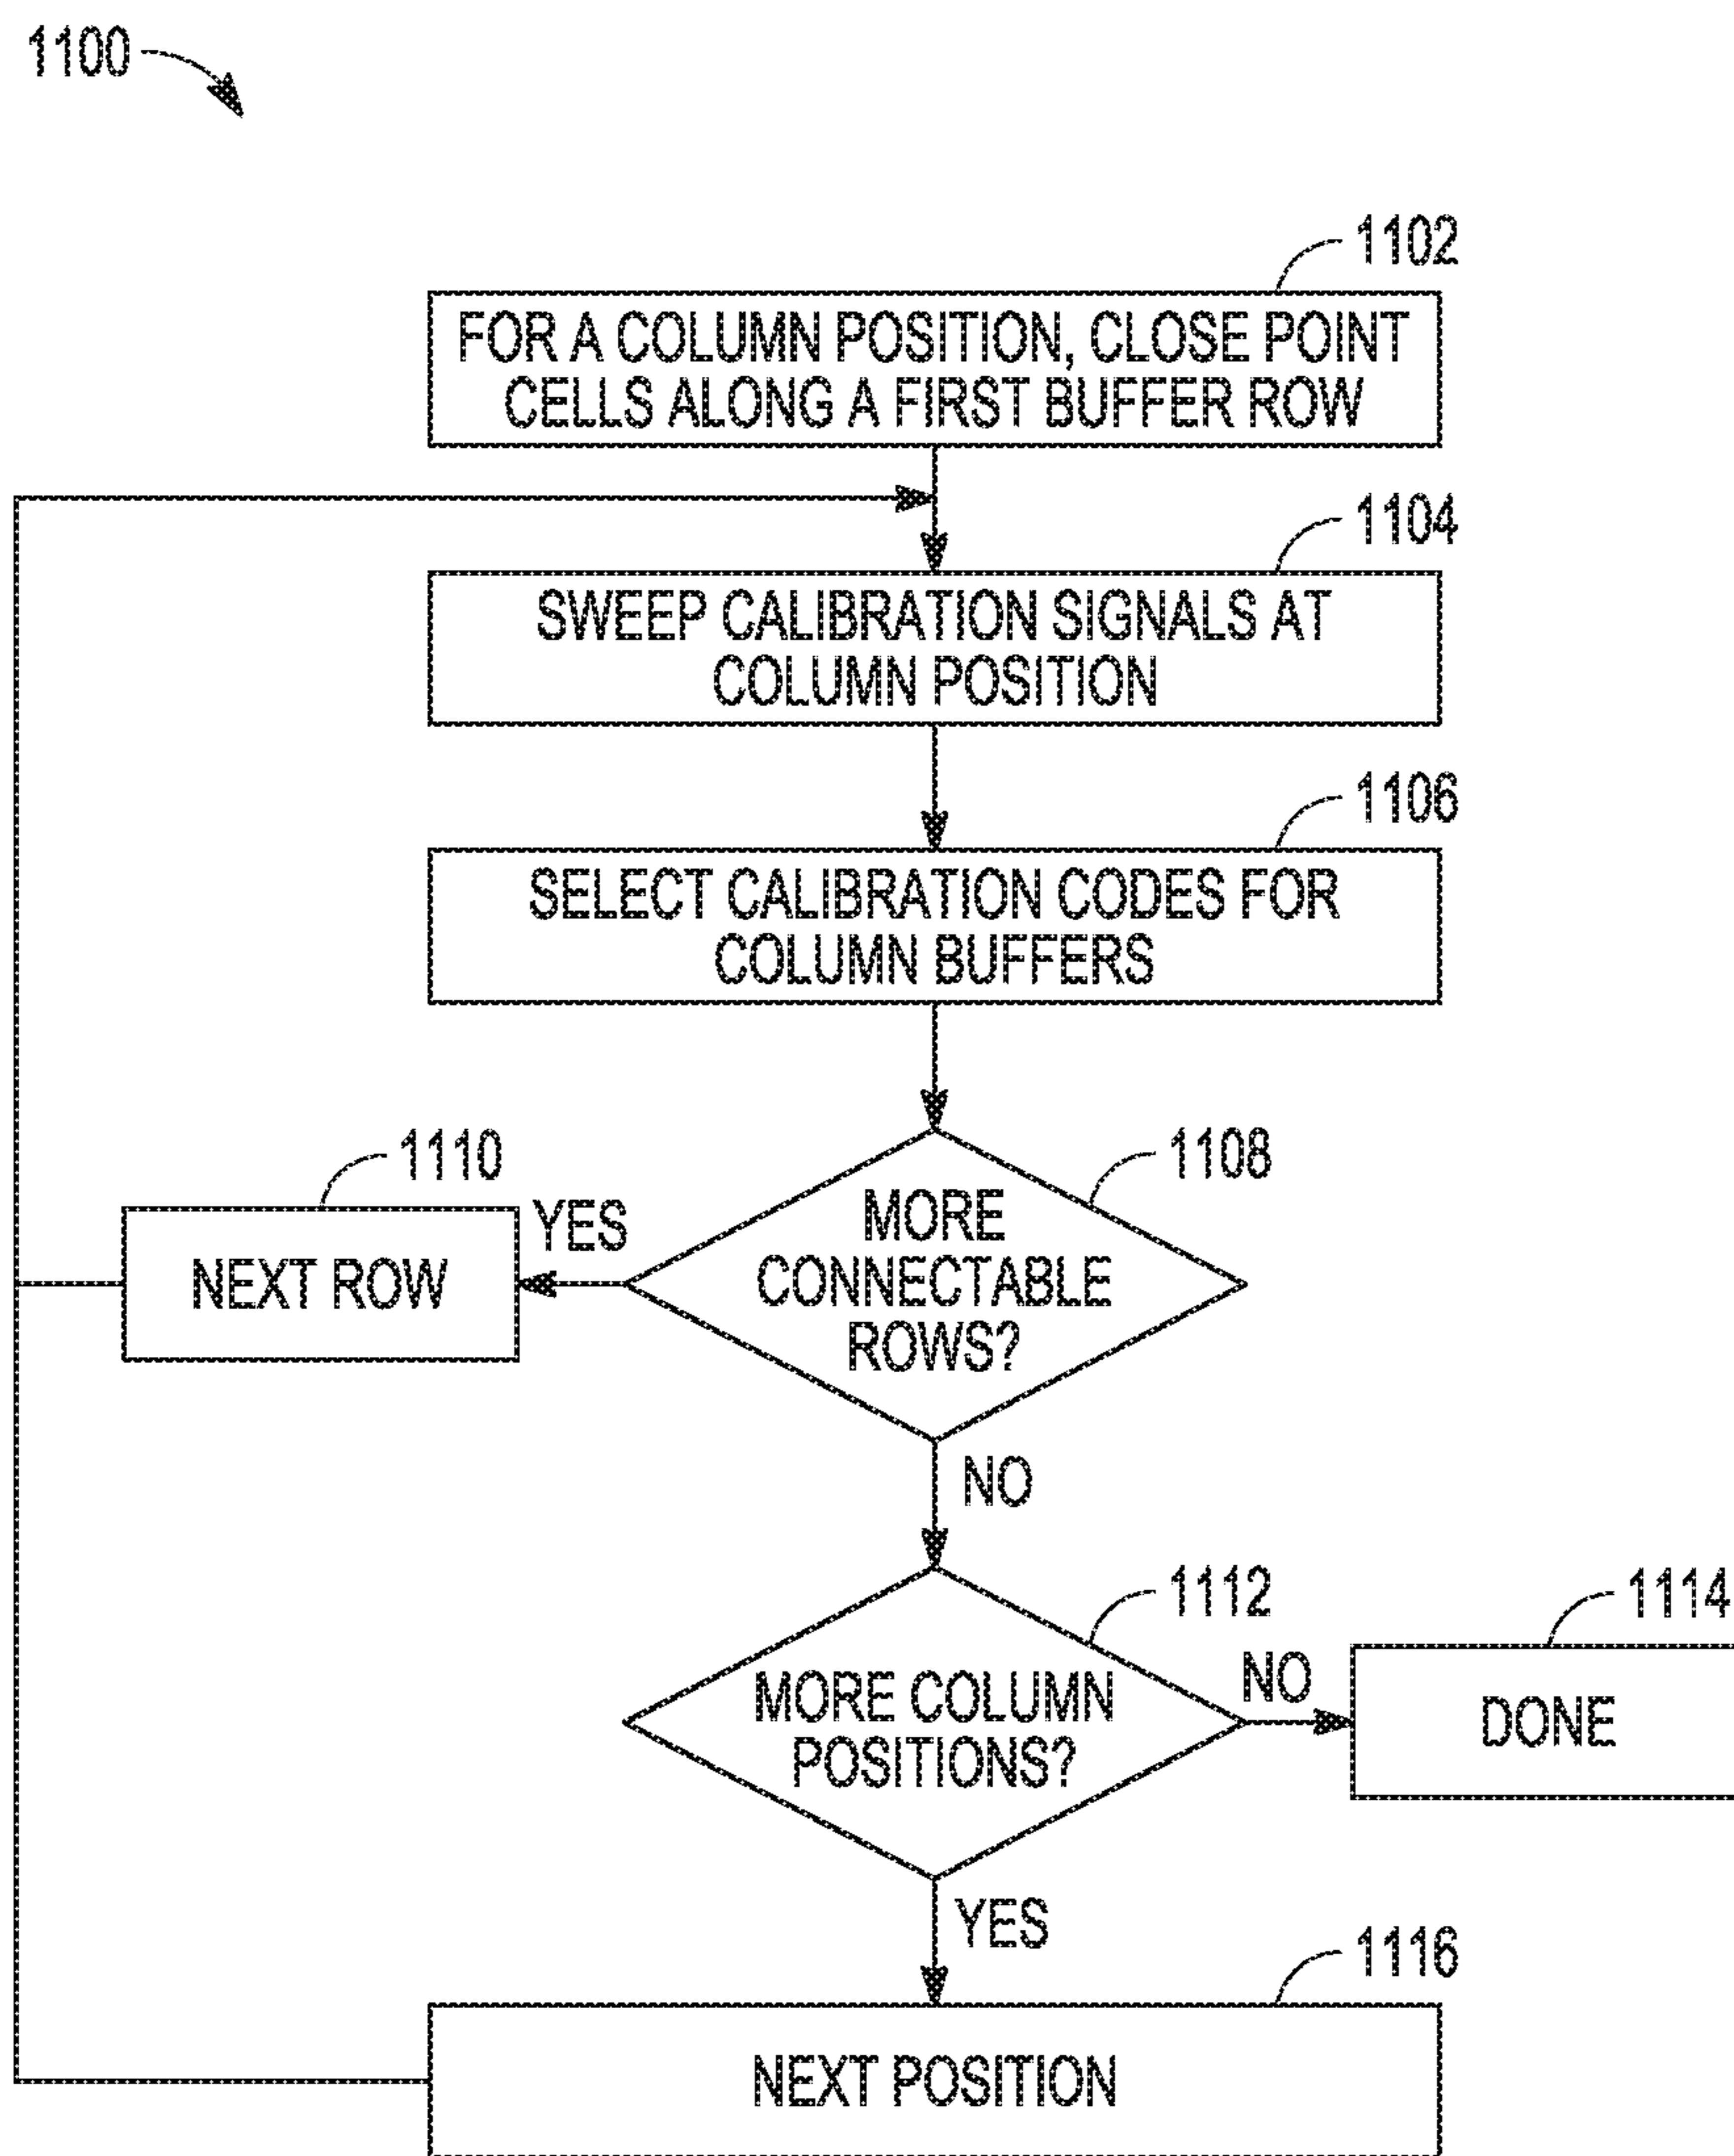 1100
1102
FOR A COLUMN POSITION, CLOSE POINT
CELLS ALONG A FIRST BUFFER ROW
1104
SWEEP CALIBRATION SIGNALS AT
COLUMN POSITION
1106
SELECT CALIBRATION CODES FOR
COLUMN BUFFERS
1108
MORE
CONNECTABLE
ROWS?
YES
1110
NEXT ROW
NO
1112
MORE COLUMN
POSITIONS?
NO
1114
DONE
YES
1116
NEXT POSITION